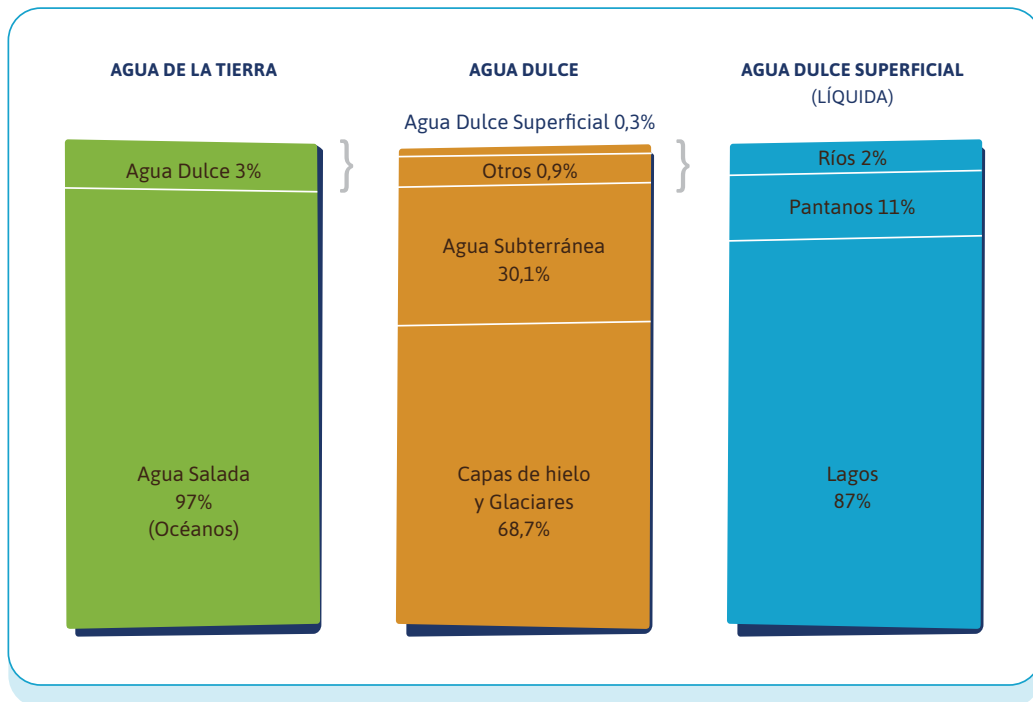 AGUA DE LA TIERRA
Agua Dulce 3%
Agua Salada
97%
(Océanos)
AGUA DULCE
Agua Dulce Superficial 0,3%
Otros 0,9%
Agua Subterránea
30,1%
Capas de hielo
y Glaciares
68,7%
AGUA DULCE SUPERFICIAL
(LÍQUIDA)
Ríos 2%
Pantanos 11%
Lagos
87%